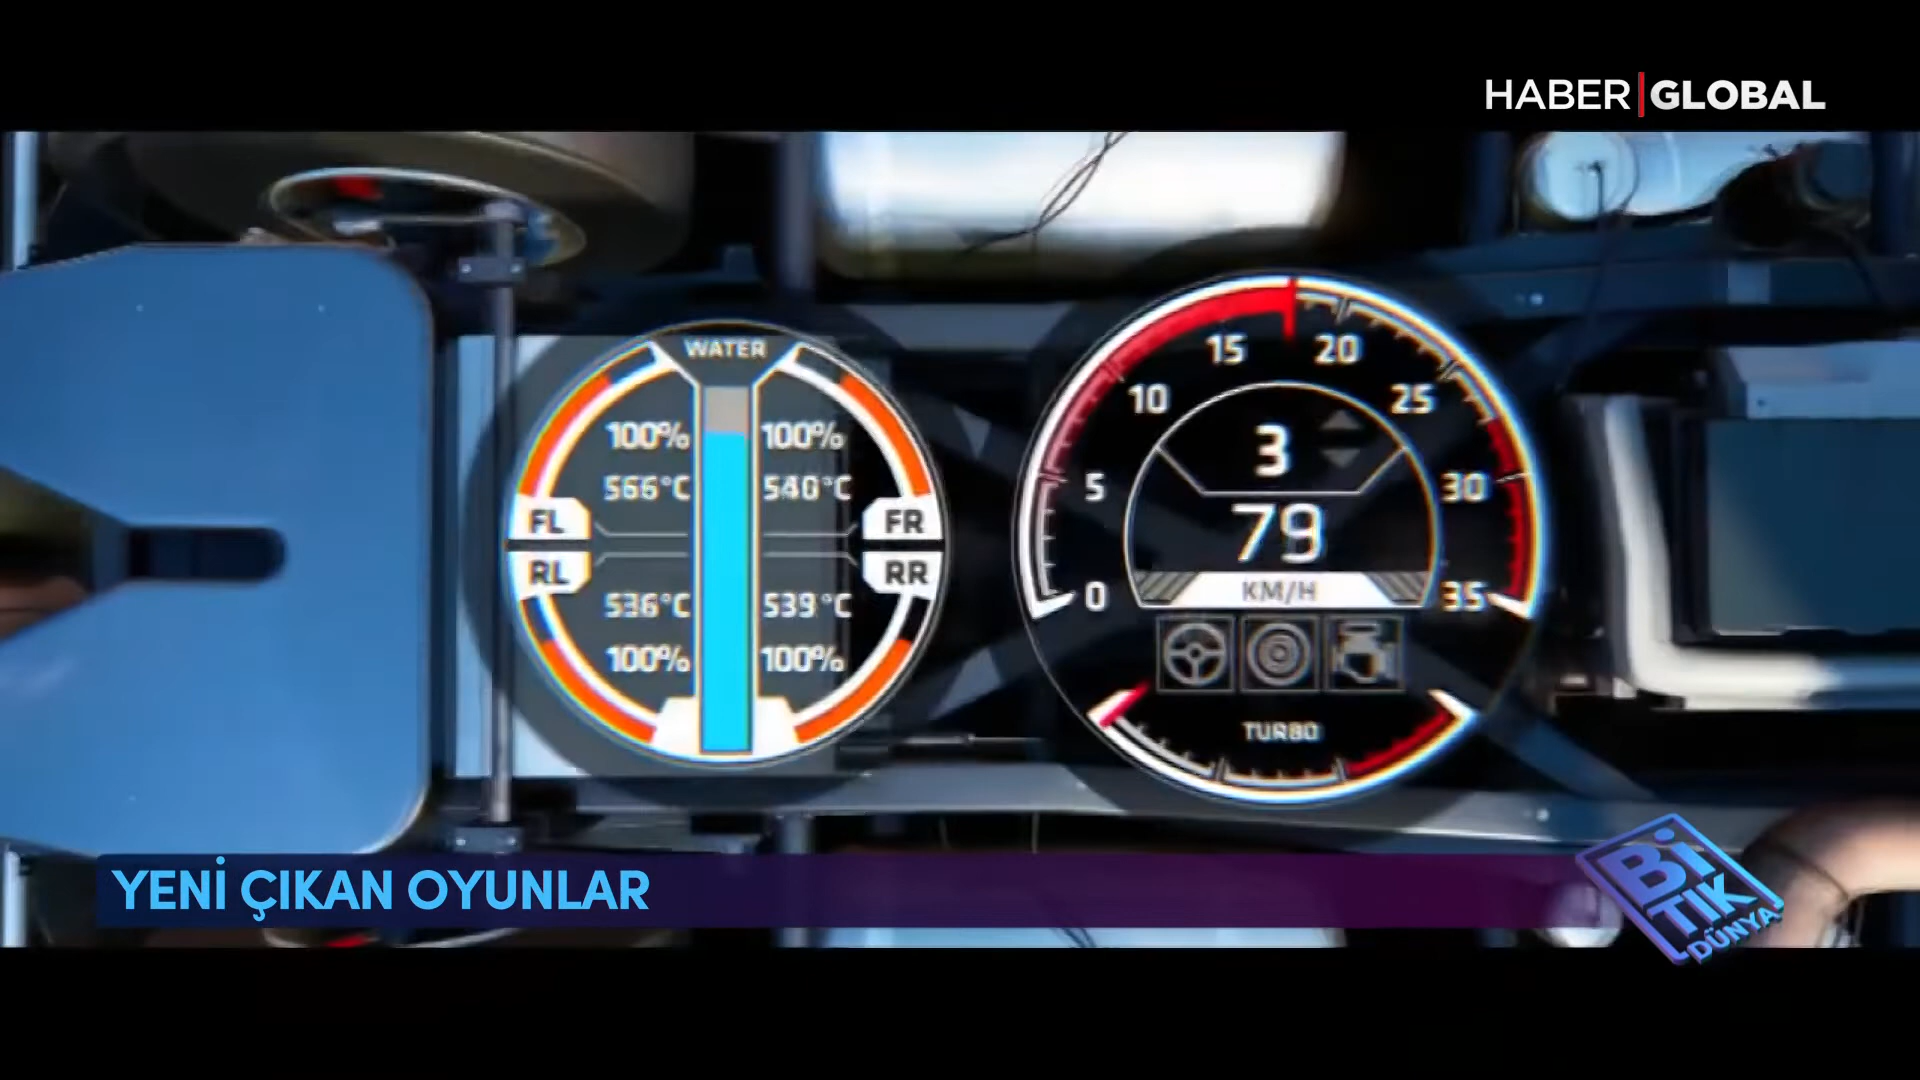 HABER GLOBAL
WATER
100% 100%
566°C 540°C
FL FR
RL RR
536°C 539°C
100% 100%
0 5 10 15 20 25 30 35
3
79
KM/H
TURBO
YENİ ÇIKAN OYUNLAR
BİTİK
DÜNYA